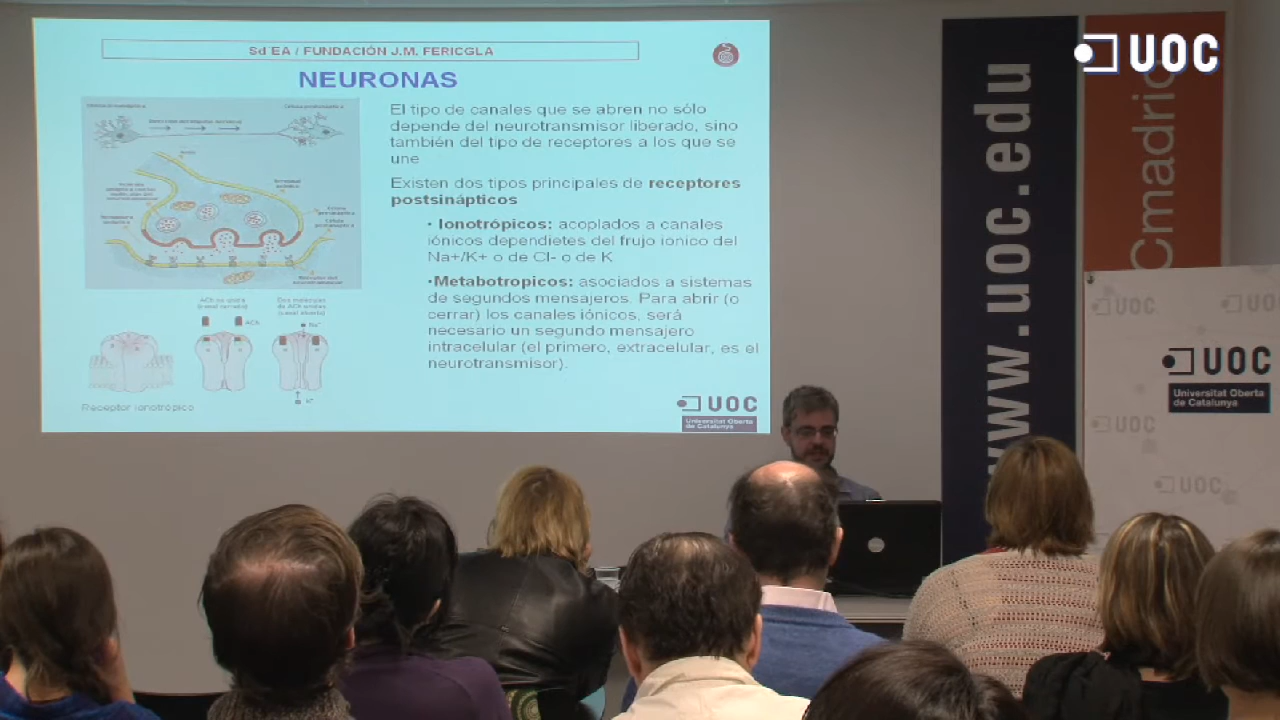 Sd´EA / FUNDACIÓN J.M. FERICGLA
NEURONAS
El tipo de canales que se abren no sólo
depende del neurotransmisor liberado, sino
también del tipo de receptores a los que se
une
Existen dos tipos principales de receptores
postsinápticos
• Ionotrópicos: acoplados a canales
iónicos dependietes del frujo iónico del
Na+/K+ o de Cl- o de K
•Metabotropicos: asociados a sistemas
de segundos mensajeros. Para abrir (o
cerrar) los canales iónicos, será
necesario un segundo mensajero
intracelular (el primero, extracelular, es el
neurotransmisor).
ACh
Na+
Receptor ionotrópico
UOC
Universitat Oberta
de Catalunya
www.uoc.edu
Cmadrid
UOC
UOC
UOC
UOC
Universitat Oberta
de Catalunya
UOC
UOC